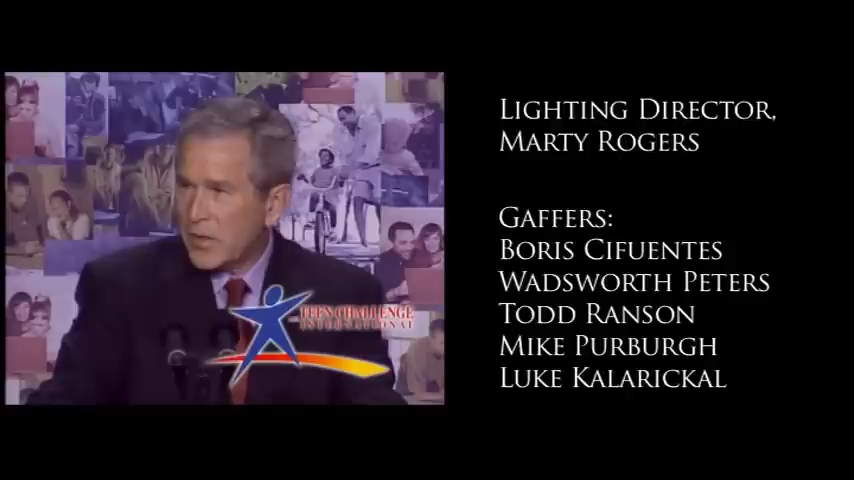 TEEN CHALLENGE
INTERNATIONAL
LIGHTING DIRECTOR,
MARTY ROGERS
GAFFERS:
BORIS CIFUENTES
WADSWORTH PETERS
TODD RANSON
MIKE PURBURGH
LUKE KALARICKAL